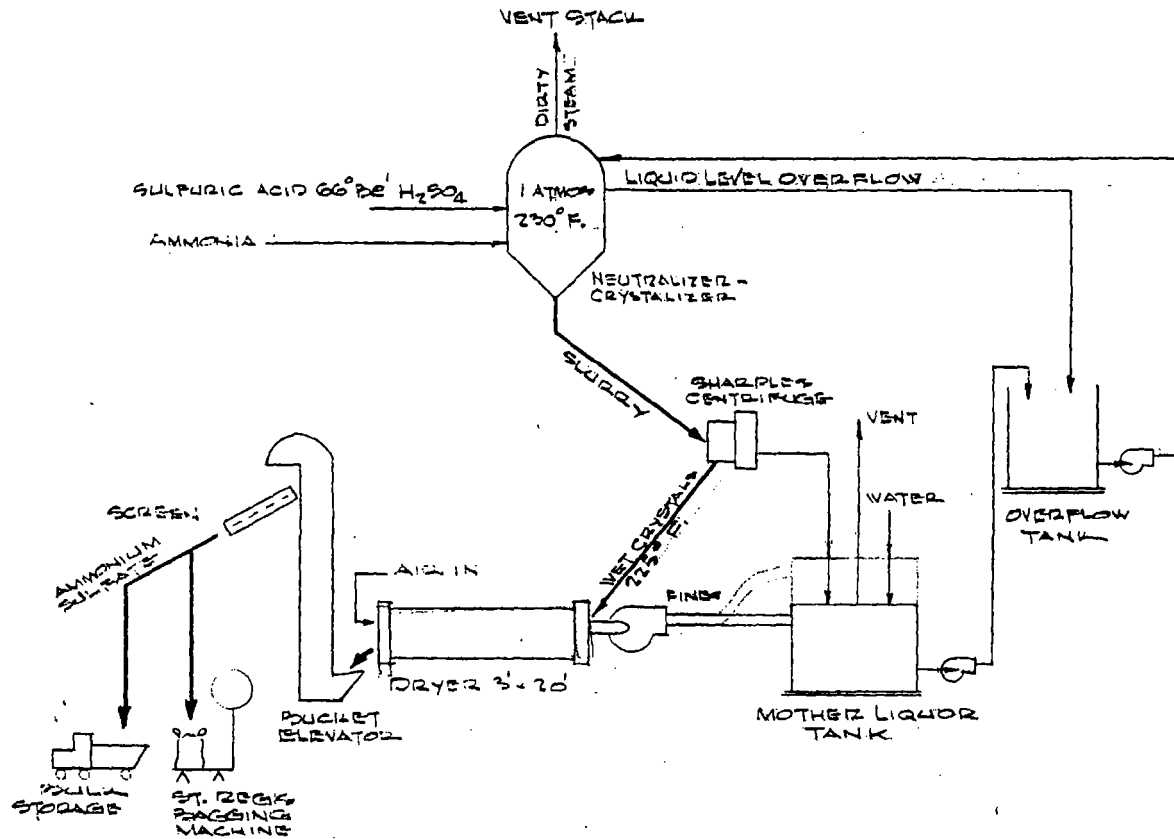 VENT STACK
DIRTY
STEAM
SULFURIC ACID 66° Be' H2SO4
1 ATMOS
230° F.
LIQUID LEVEL OVERFLOW
AMMONIA
NEUTRALIZER-
CRYSTALIZER
SLURRY
SHARPLES
CENTRIFUGE
VENT
WATER
OVERFLOW
TANK
SCREEN
AMMONIUM
SULFATE
WET CRYSTALS
225° F.
AIR IN
FINES
DRYER 3' x 20'
BUCKET
ELEVATOR
MOTHER LIQUOR
TANK
BULK
STORAGE
ST. REGIS
BAGGING
MACHINE